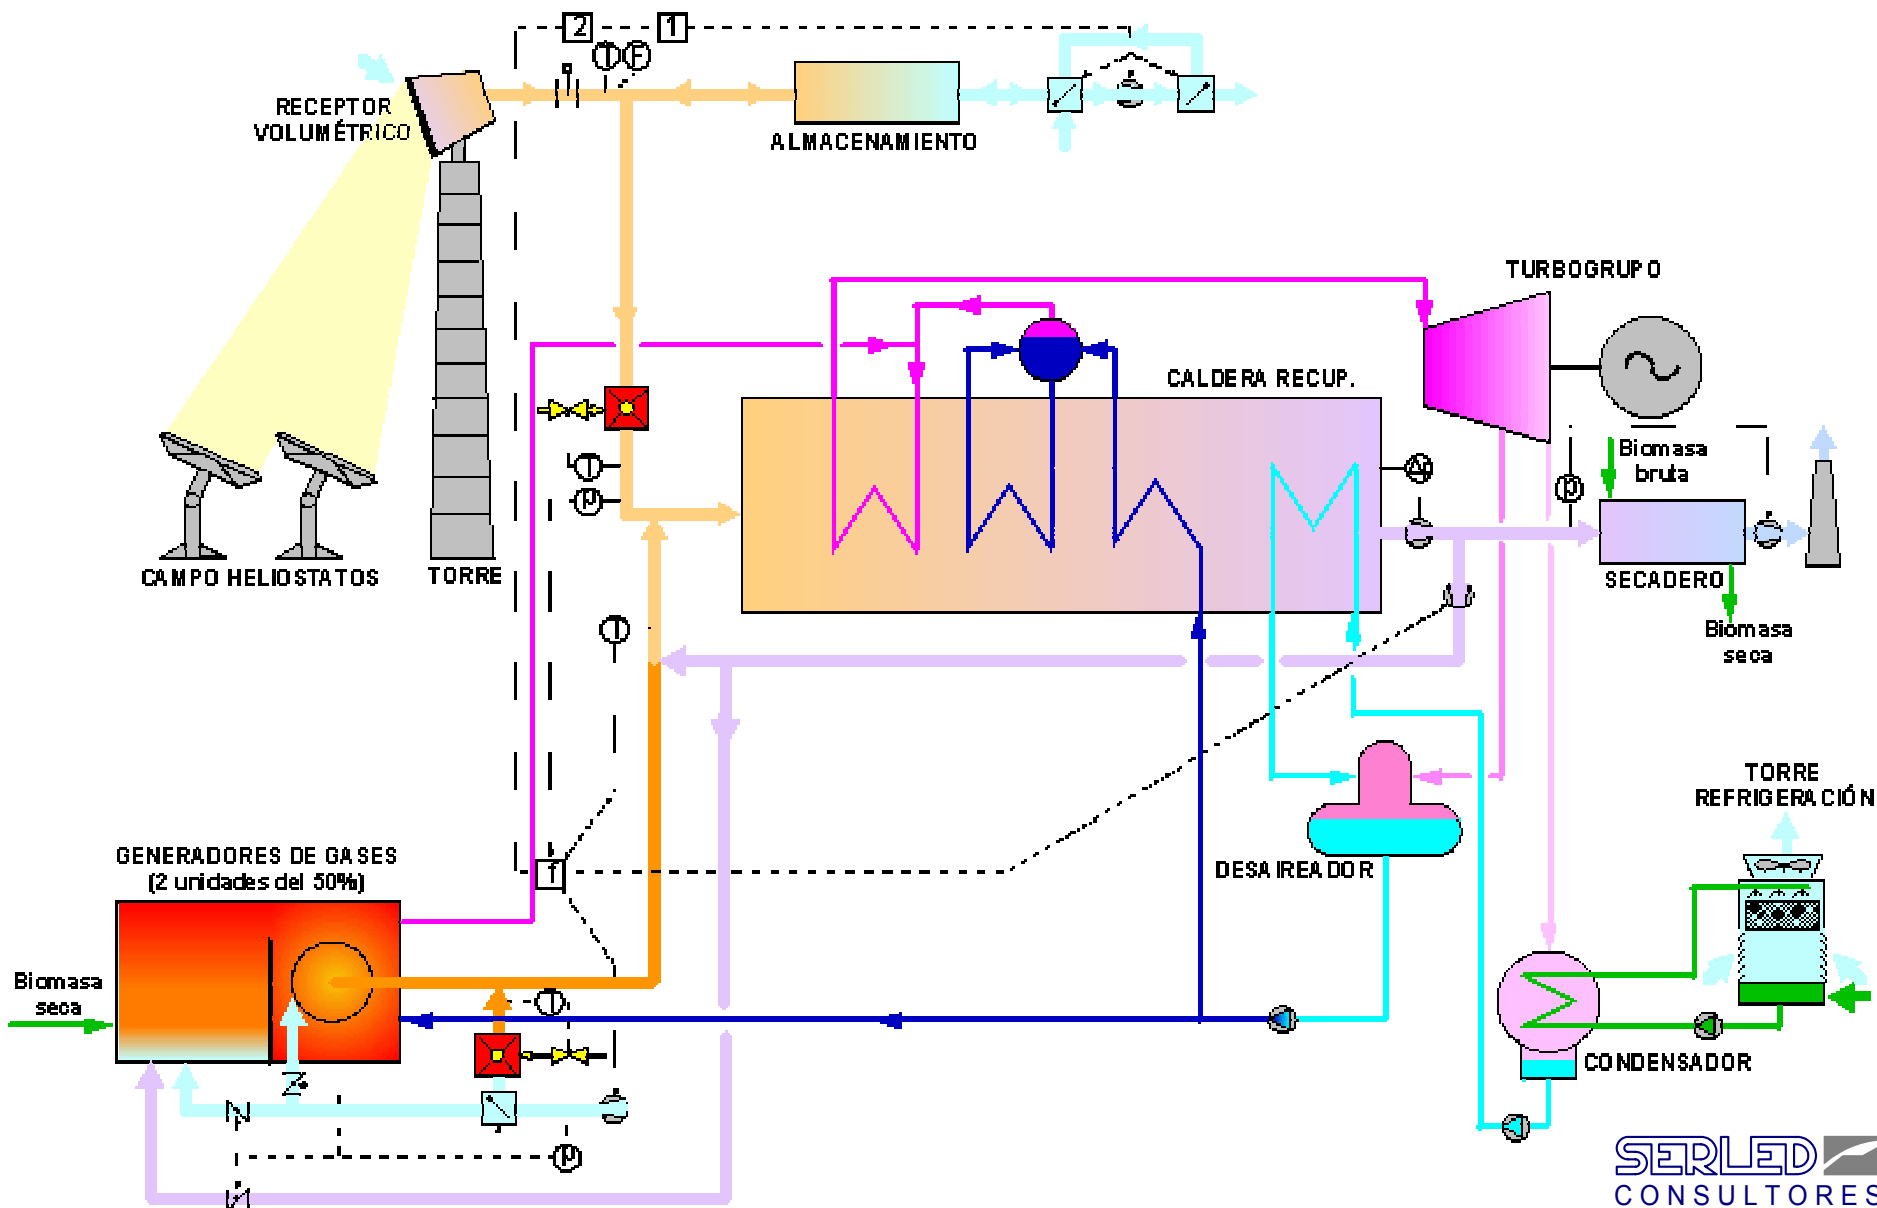 2
1
T
F
RECEPTOR
VOLUMÉTRICO
ALMACENAMIENTO
TURBOGRUPO
CALDERA RECUP.
Biomasa
bruta
T
P
P
CAMPO HELIOSTATOS
TORRE
SECADERO
T
Biomasa
seca
TORRE
REFRIGERACIÓN
GENERADORES DE GASES
(2 unidades del 50%)
f
DESAIREADOR
Biomasa
seca
T
CONDENSADOR
P
SERLED
CONSULTORES